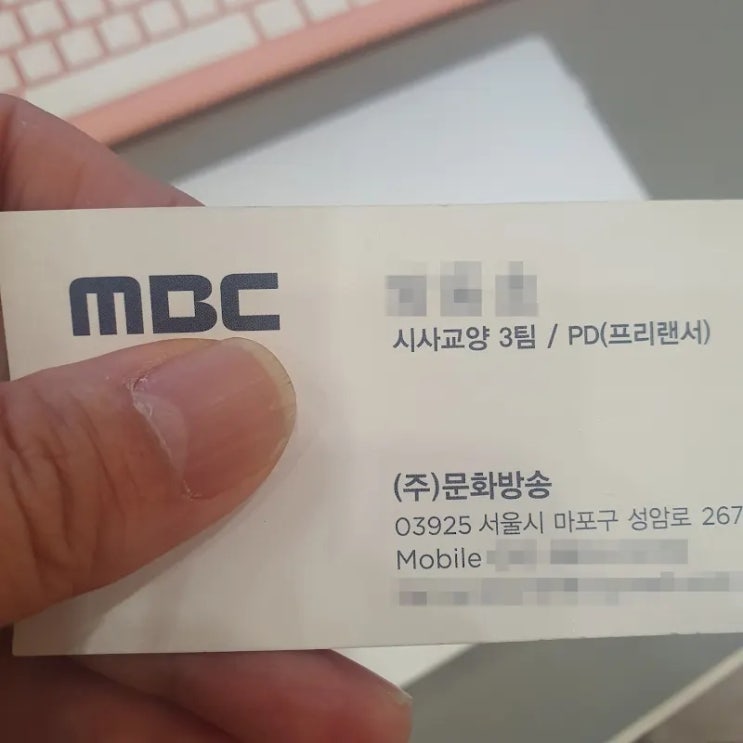 MBC
시사교양 3팀 / PD(프리랜서)
(주)문화방송
03925 서울시 마포구 성암로 267
Mobile